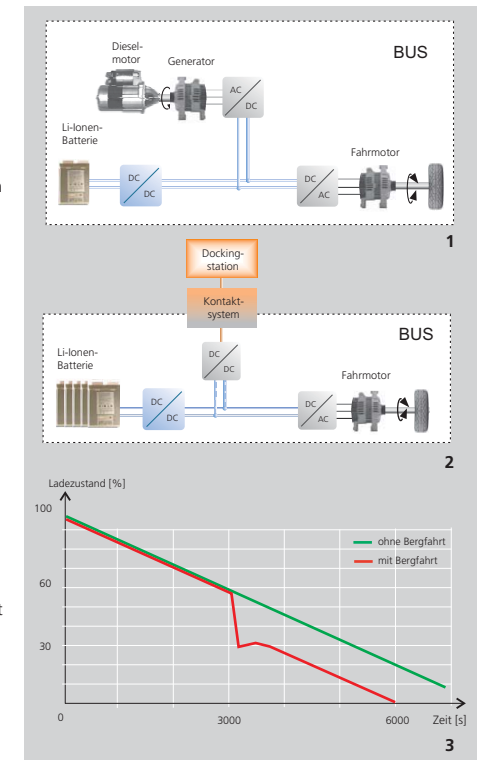 Diesel-
motor
Generator
BUS
AC
DC
Li-Ionen-
Batterie
DC
DC
DC
AC
Fahrmotor
1
Docking-
station
Kontakt-
system
BUS
DC
DC
Li-Ionen-
Batterie
Fahrmotor
DC
DC
DC
AC
2
Ladezustand [%]
100
ohne Bergfahrt
mit Bergfahrt
60
30
0
3000
6000
Zeit [s]
3